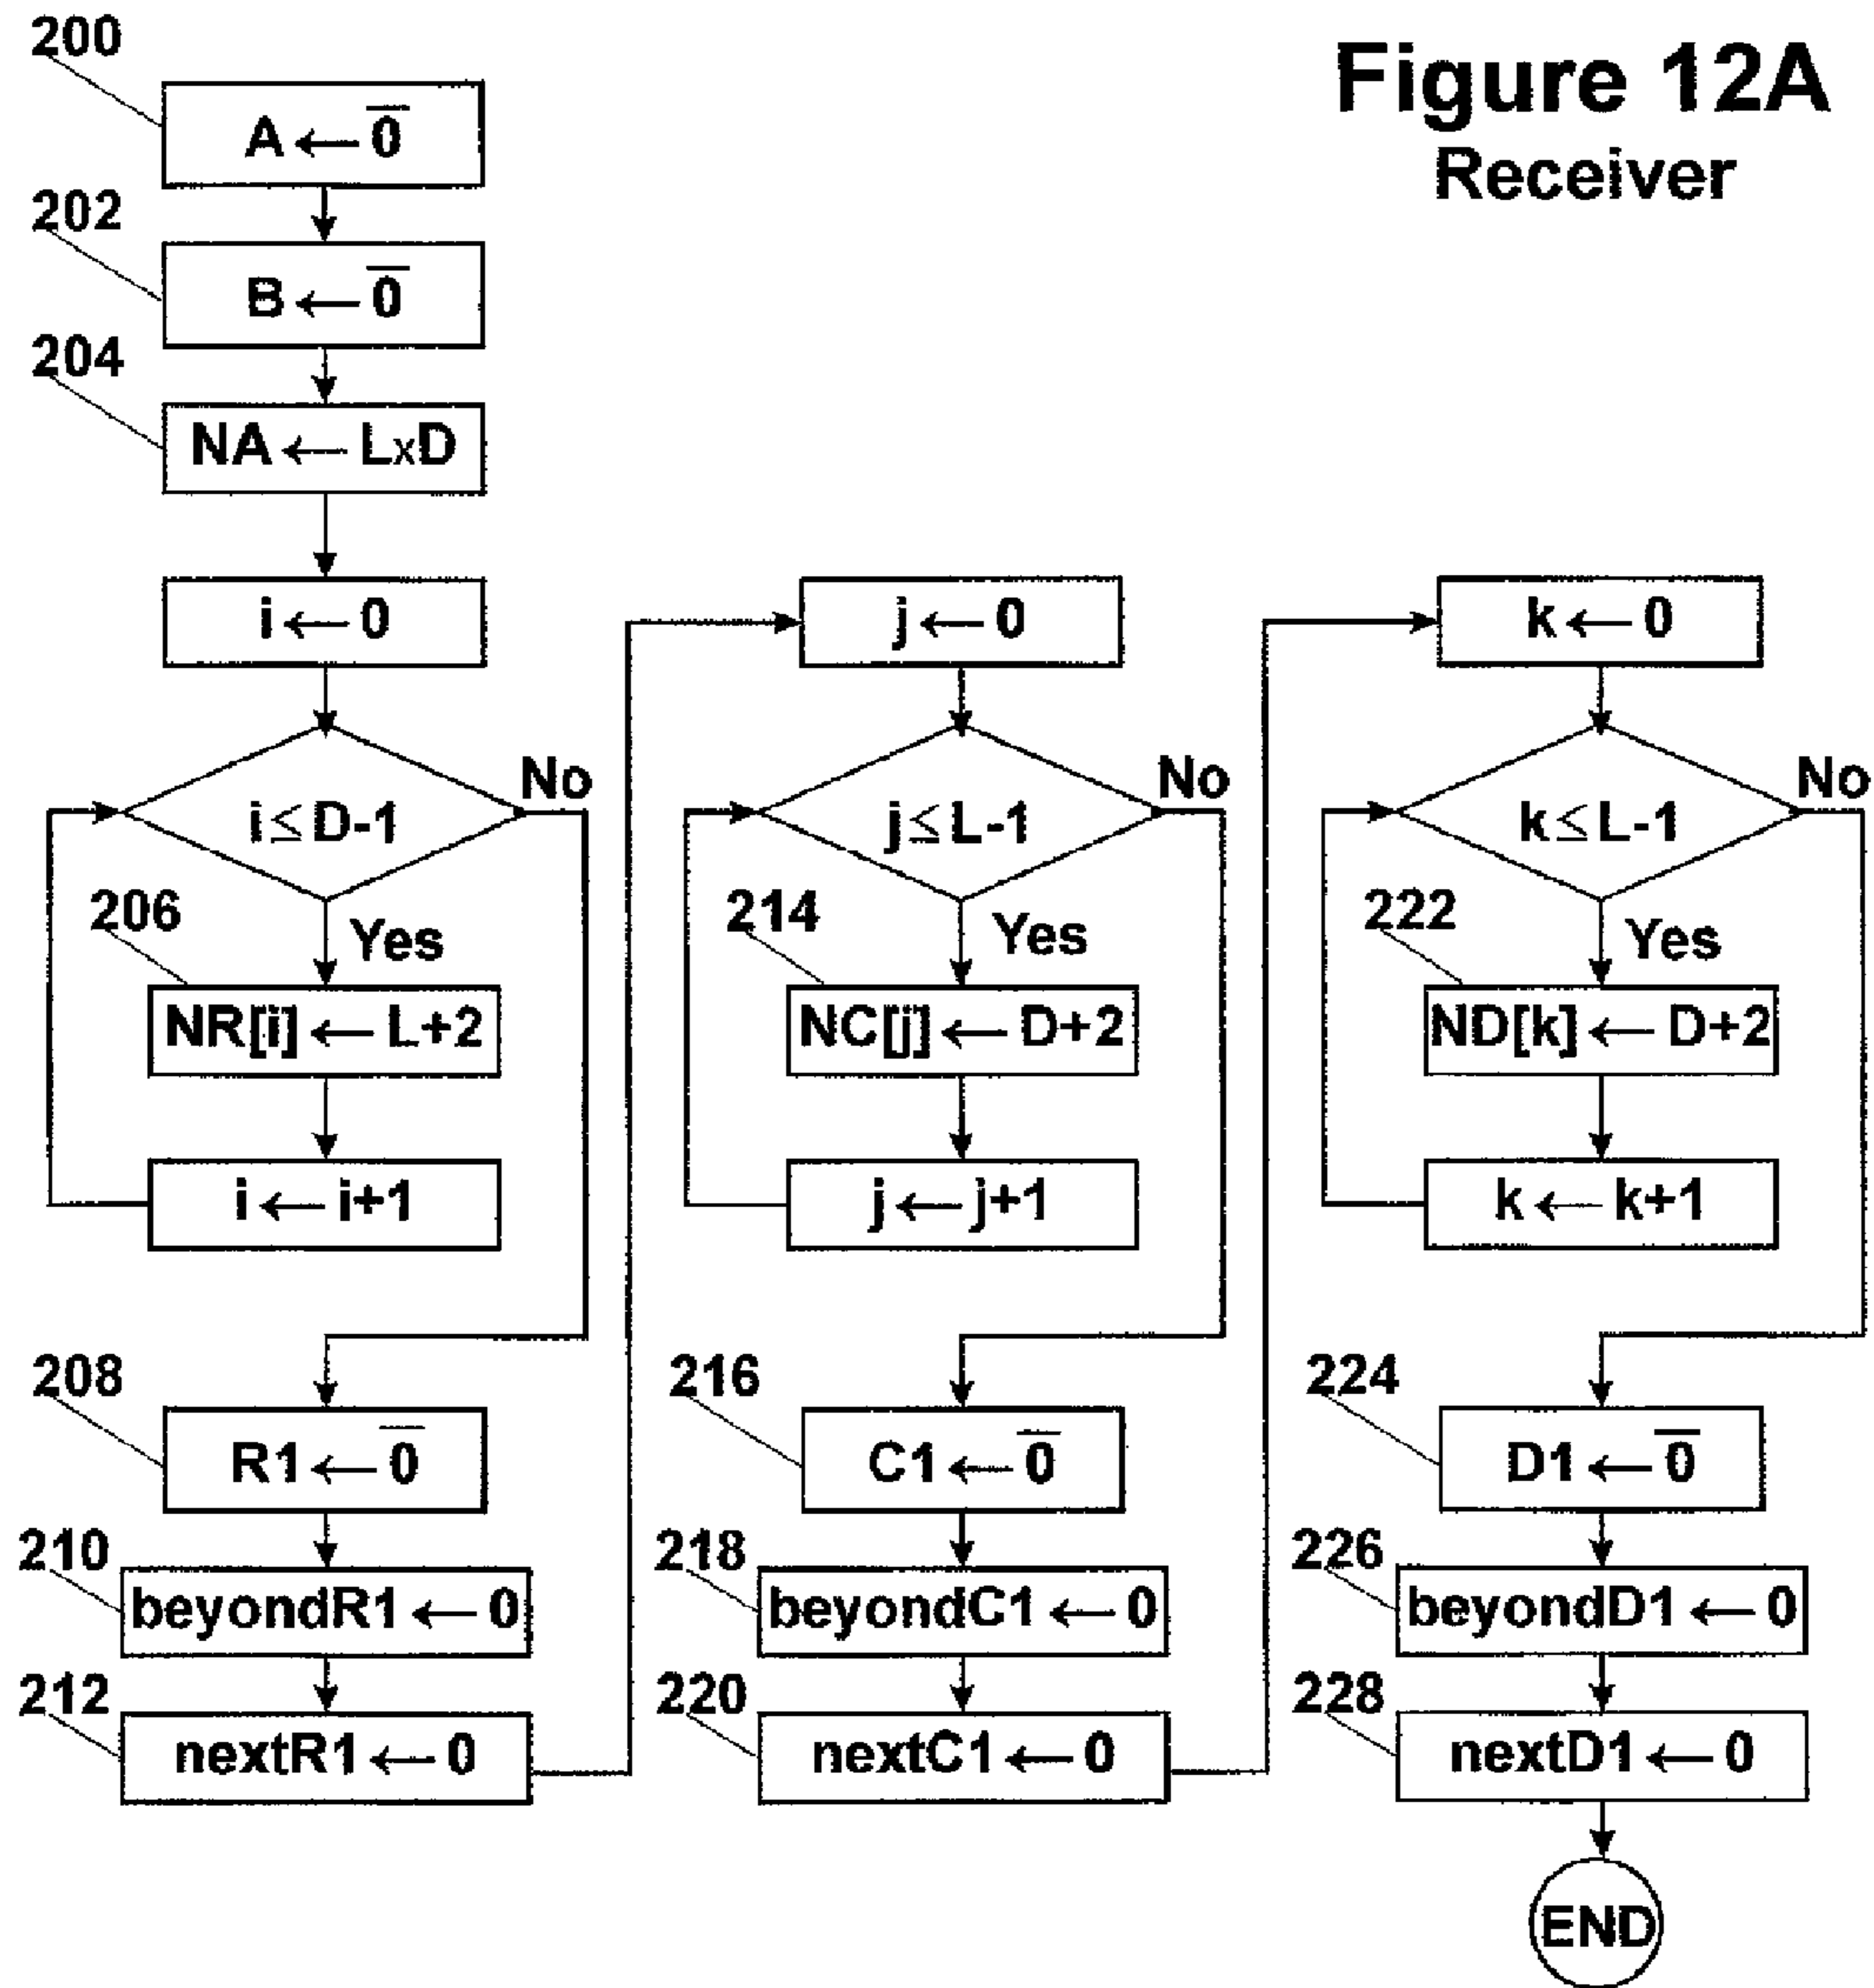 Figure 12A
Receiver
200
A ← 0̅
202
B ← 0̅
204
NA ← LxD
i ← 0
i ≤ D-1
No
Yes
206
NR[i] ← L+2
i ← i+1
208
R1 ← 0̅
210
beyondR1 ← 0
212
nextR1 ← 0
j ← 0
j ≤ L-1
No
Yes
214
NC[j] ← D+2
j ← j+1
216
C1 ← 0̅
218
beyondC1 ← 0
220
nextC1 ← 0
k ← 0
k ≤ L-1
No
Yes
222
ND[k] ← D+2
k ← k+1
224
D1 ← 0̅
226
beyondD1 ← 0
228
nextD1 ← 0
END